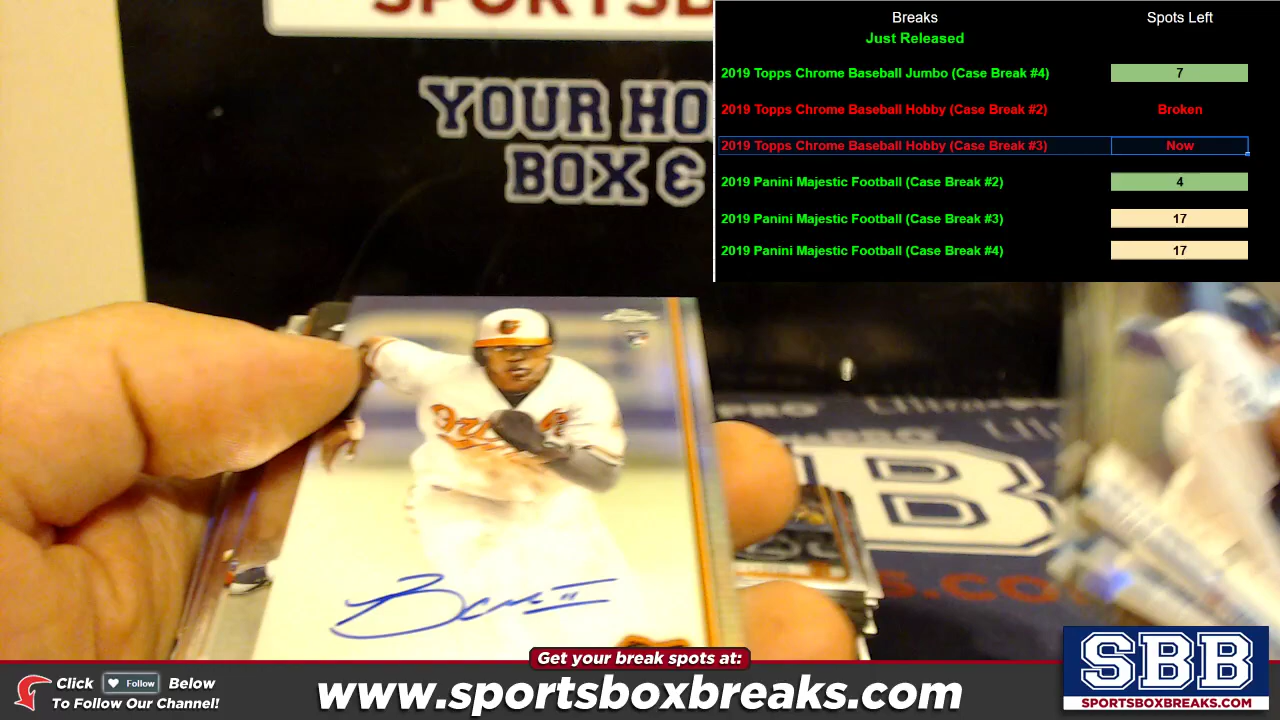 SPORTSB
YOUR HO
BOX &
Breaks Spots Left
Just Released
2019 Topps Chrome Baseball Jumbo (Case Break #4) 7
2019 Topps Chrome Baseball Hobby (Case Break #2) Broken
2019 Topps Chrome Baseball Hobby (Case Break #3) Now
2019 Panini Majestic Football (Case Break #2) 4
2019 Panini Majestic Football (Case Break #3) 17
2019 Panini Majestic Football (Case Break #4) 17
PRO Ultra
B
S.CO
Get your break spots at:
Click Follow Below
To Follow Our Channel!
www.sportsboxbreaks.com
SBB
SPORTSBOXBREAKS.COM